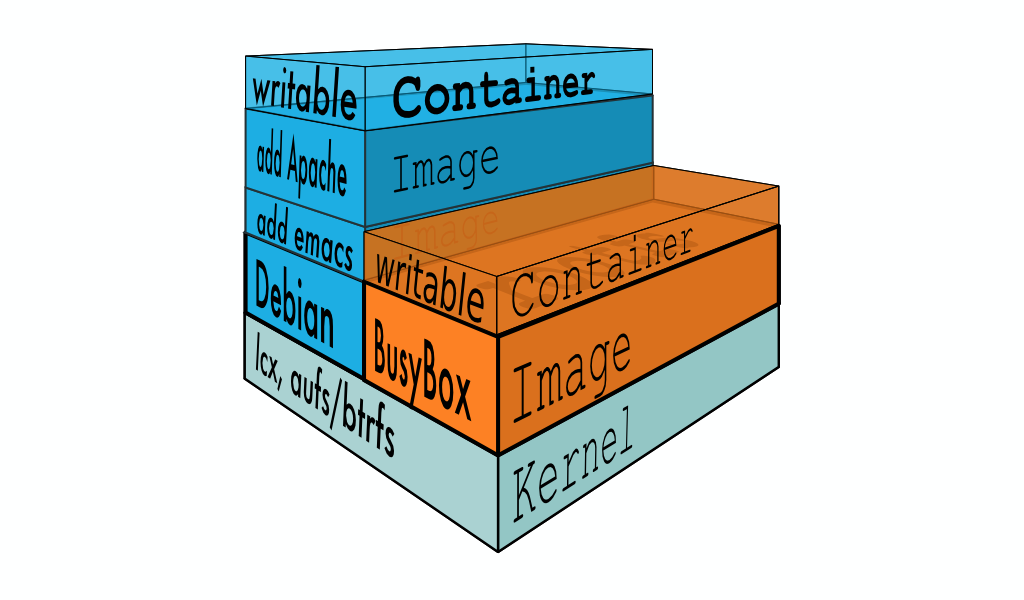 writable
Container
add Apache
Image
add emacs
Image
writable
Container
Debian
BusyBox
Image
lcx, aufs/btrfs
Kernel